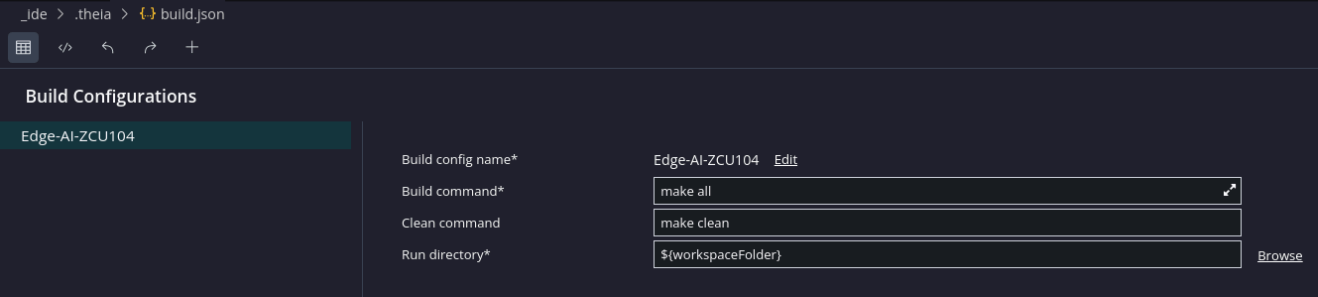 _ide > .theia > {..} build.json
</>
Build Configurations
Edge-AI-ZCU104
Build config name* Edge-AI-ZCU104 Edit
Build command* make all
Clean command make clean
Run directory* ${workspaceFolder} Browse